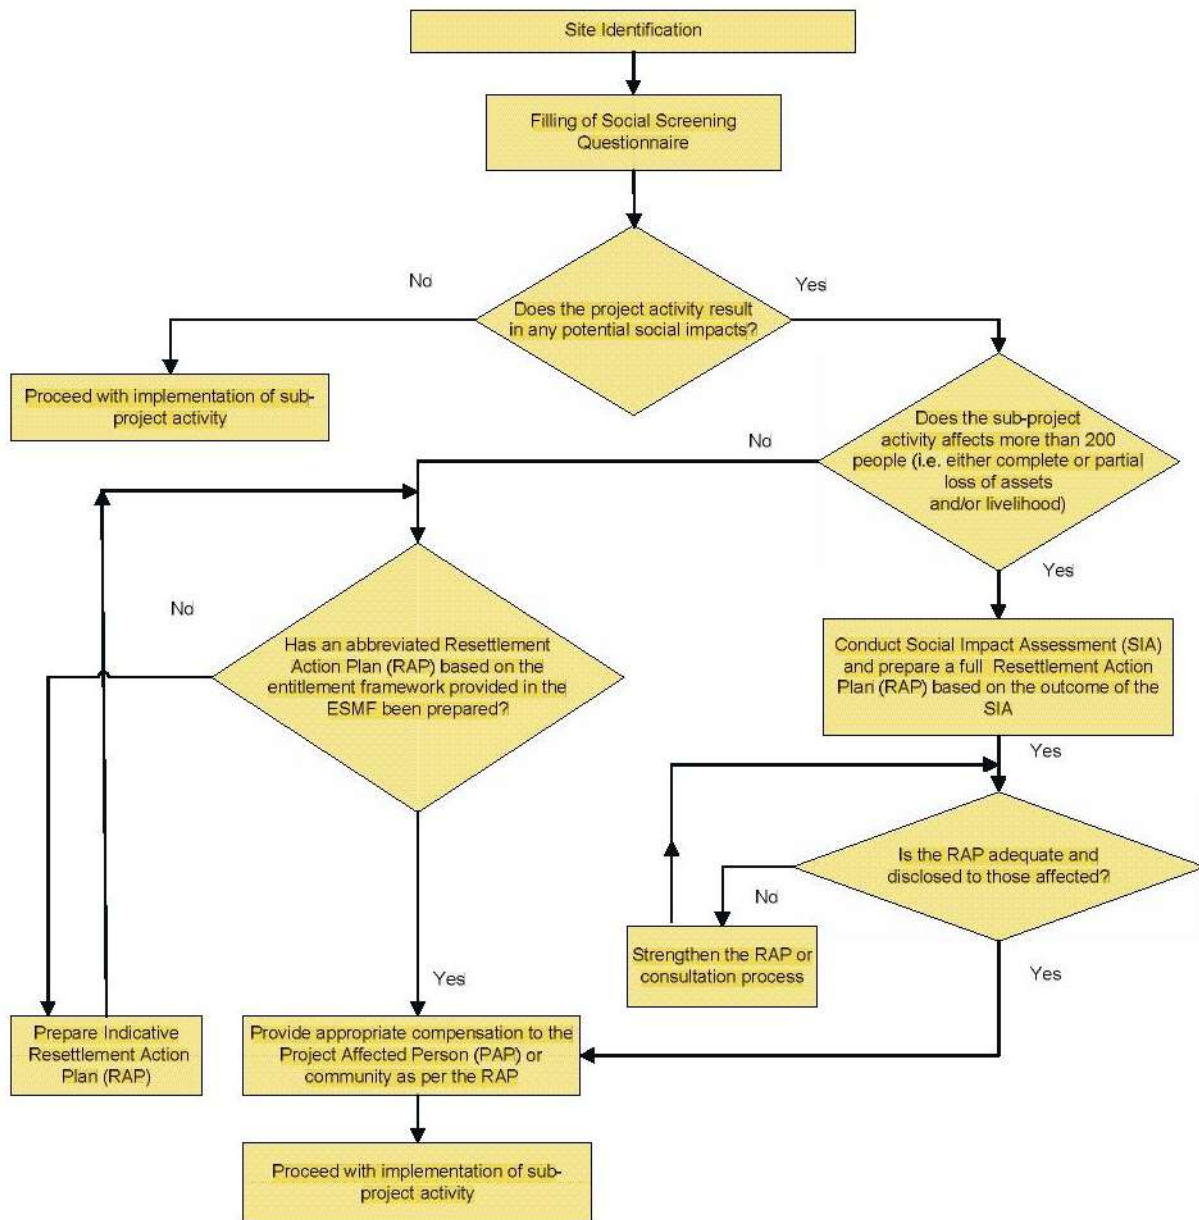 Site Identification
Filling of Social Screening
Questionnaire
No
Yes
Does the project activity result
in any potential social impacts?
Proceed with implementation of sub-
project activity
No
Does the sub-project
activity affects more than 200
people (i.e. either complete or partial
loss of assets
and/or livelihood)
Yes
No
Has an abbreviated Resettlement
Action Plan (RAP) based on the
entitlement framework provided in the
ESMF been prepared?
Conduct Social Impact Assessment (SIA)
and prepare a full Resettlement Action
Plan (RAP) based on the outcome of the
SIA
Yes
Is the RAP adequate and
disclosed to those affected?
No
Strengthen the RAP or
consultation process
Yes
Yes
Prepare Indicative
Resettlement Action
Plan (RAP)
Provide appropriate compensation to the
Project Affected Person (PAP) or
community as per the RAP
Proceed with implementation of sub-
project activity